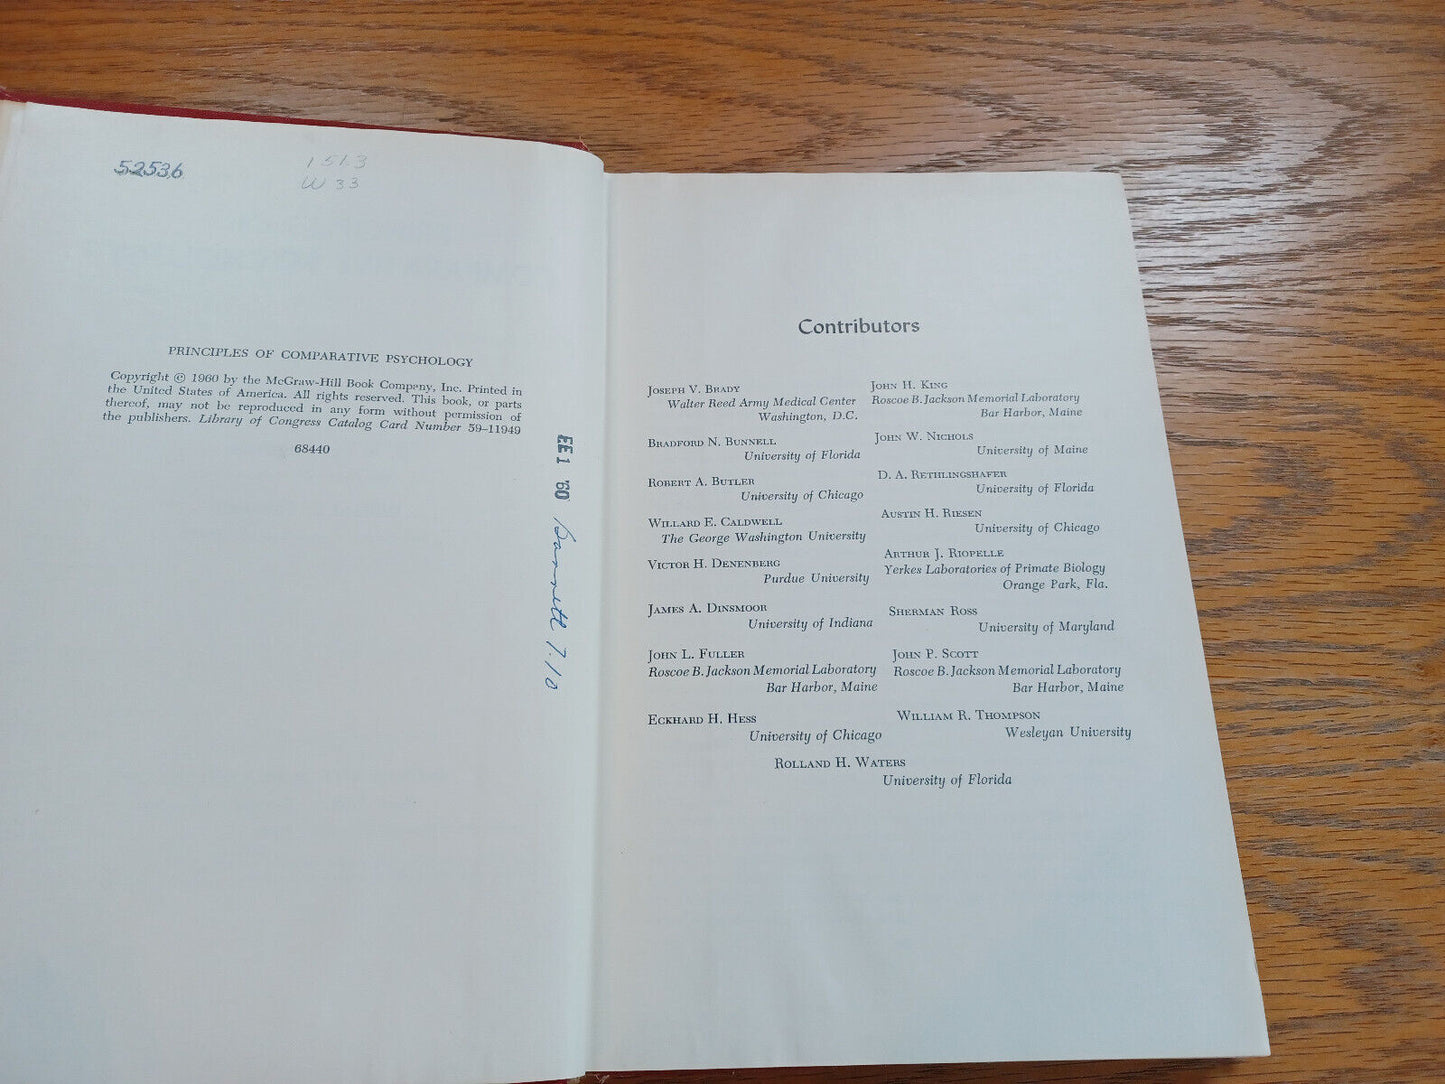 52536
1513
W33
PRINCIPLES OF COMPARATIVE PSYCHOLOGY
Copyright © 1960 by the McGraw-Hill Book Company, Inc. Printed in
the United States of America. All rights reserved. This book, or parts
thereof, may not be reproduced in any form without permission of
the publishers. Library of Congress Catalog Card Number 59-11949
68440
'60
7.10
Contributors
JOSEPH V. BRADY
Walter Reed Army Medical Center
Washington, D.C.
BRADFORD N. BUNNELL
University of Florida
ROBERT A. BUTLER
University of Chicago
WILLARD E. CALDWELL
The George Washington University
VICTOR H. DENENBERG
Purdue University
JAMES A. DINSMOOR
University of Indiana
JOHN L. FULLER
Roscoe B. Jackson Memorial Laboratory
Bar Harbor, Maine
ECKHARD H. HESS
University of Chicago
JOHN H. KING
Roscoe B. Jackson Memorial Laboratory
Bar Harbor, Maine
JOHN W. NICHOLS
University of Maine
D. A. RETHLINGSHAFER
University of Florida
AUSTIN H. RIESEN
University of Chicago
ARTHUR J. RIOPELLE
Yerkes Laboratories of Primate Biology
Orange Park, Fla.
SHERMAN ROSS
University of Maryland
JOHN P. SCOTT
Roscoe B. Jackson Memorial Laboratory
Bar Harbor, Maine
WILLIAM R. THOMPSON
Wesleyan University
ROLLAND H. WATERS
University of Florida